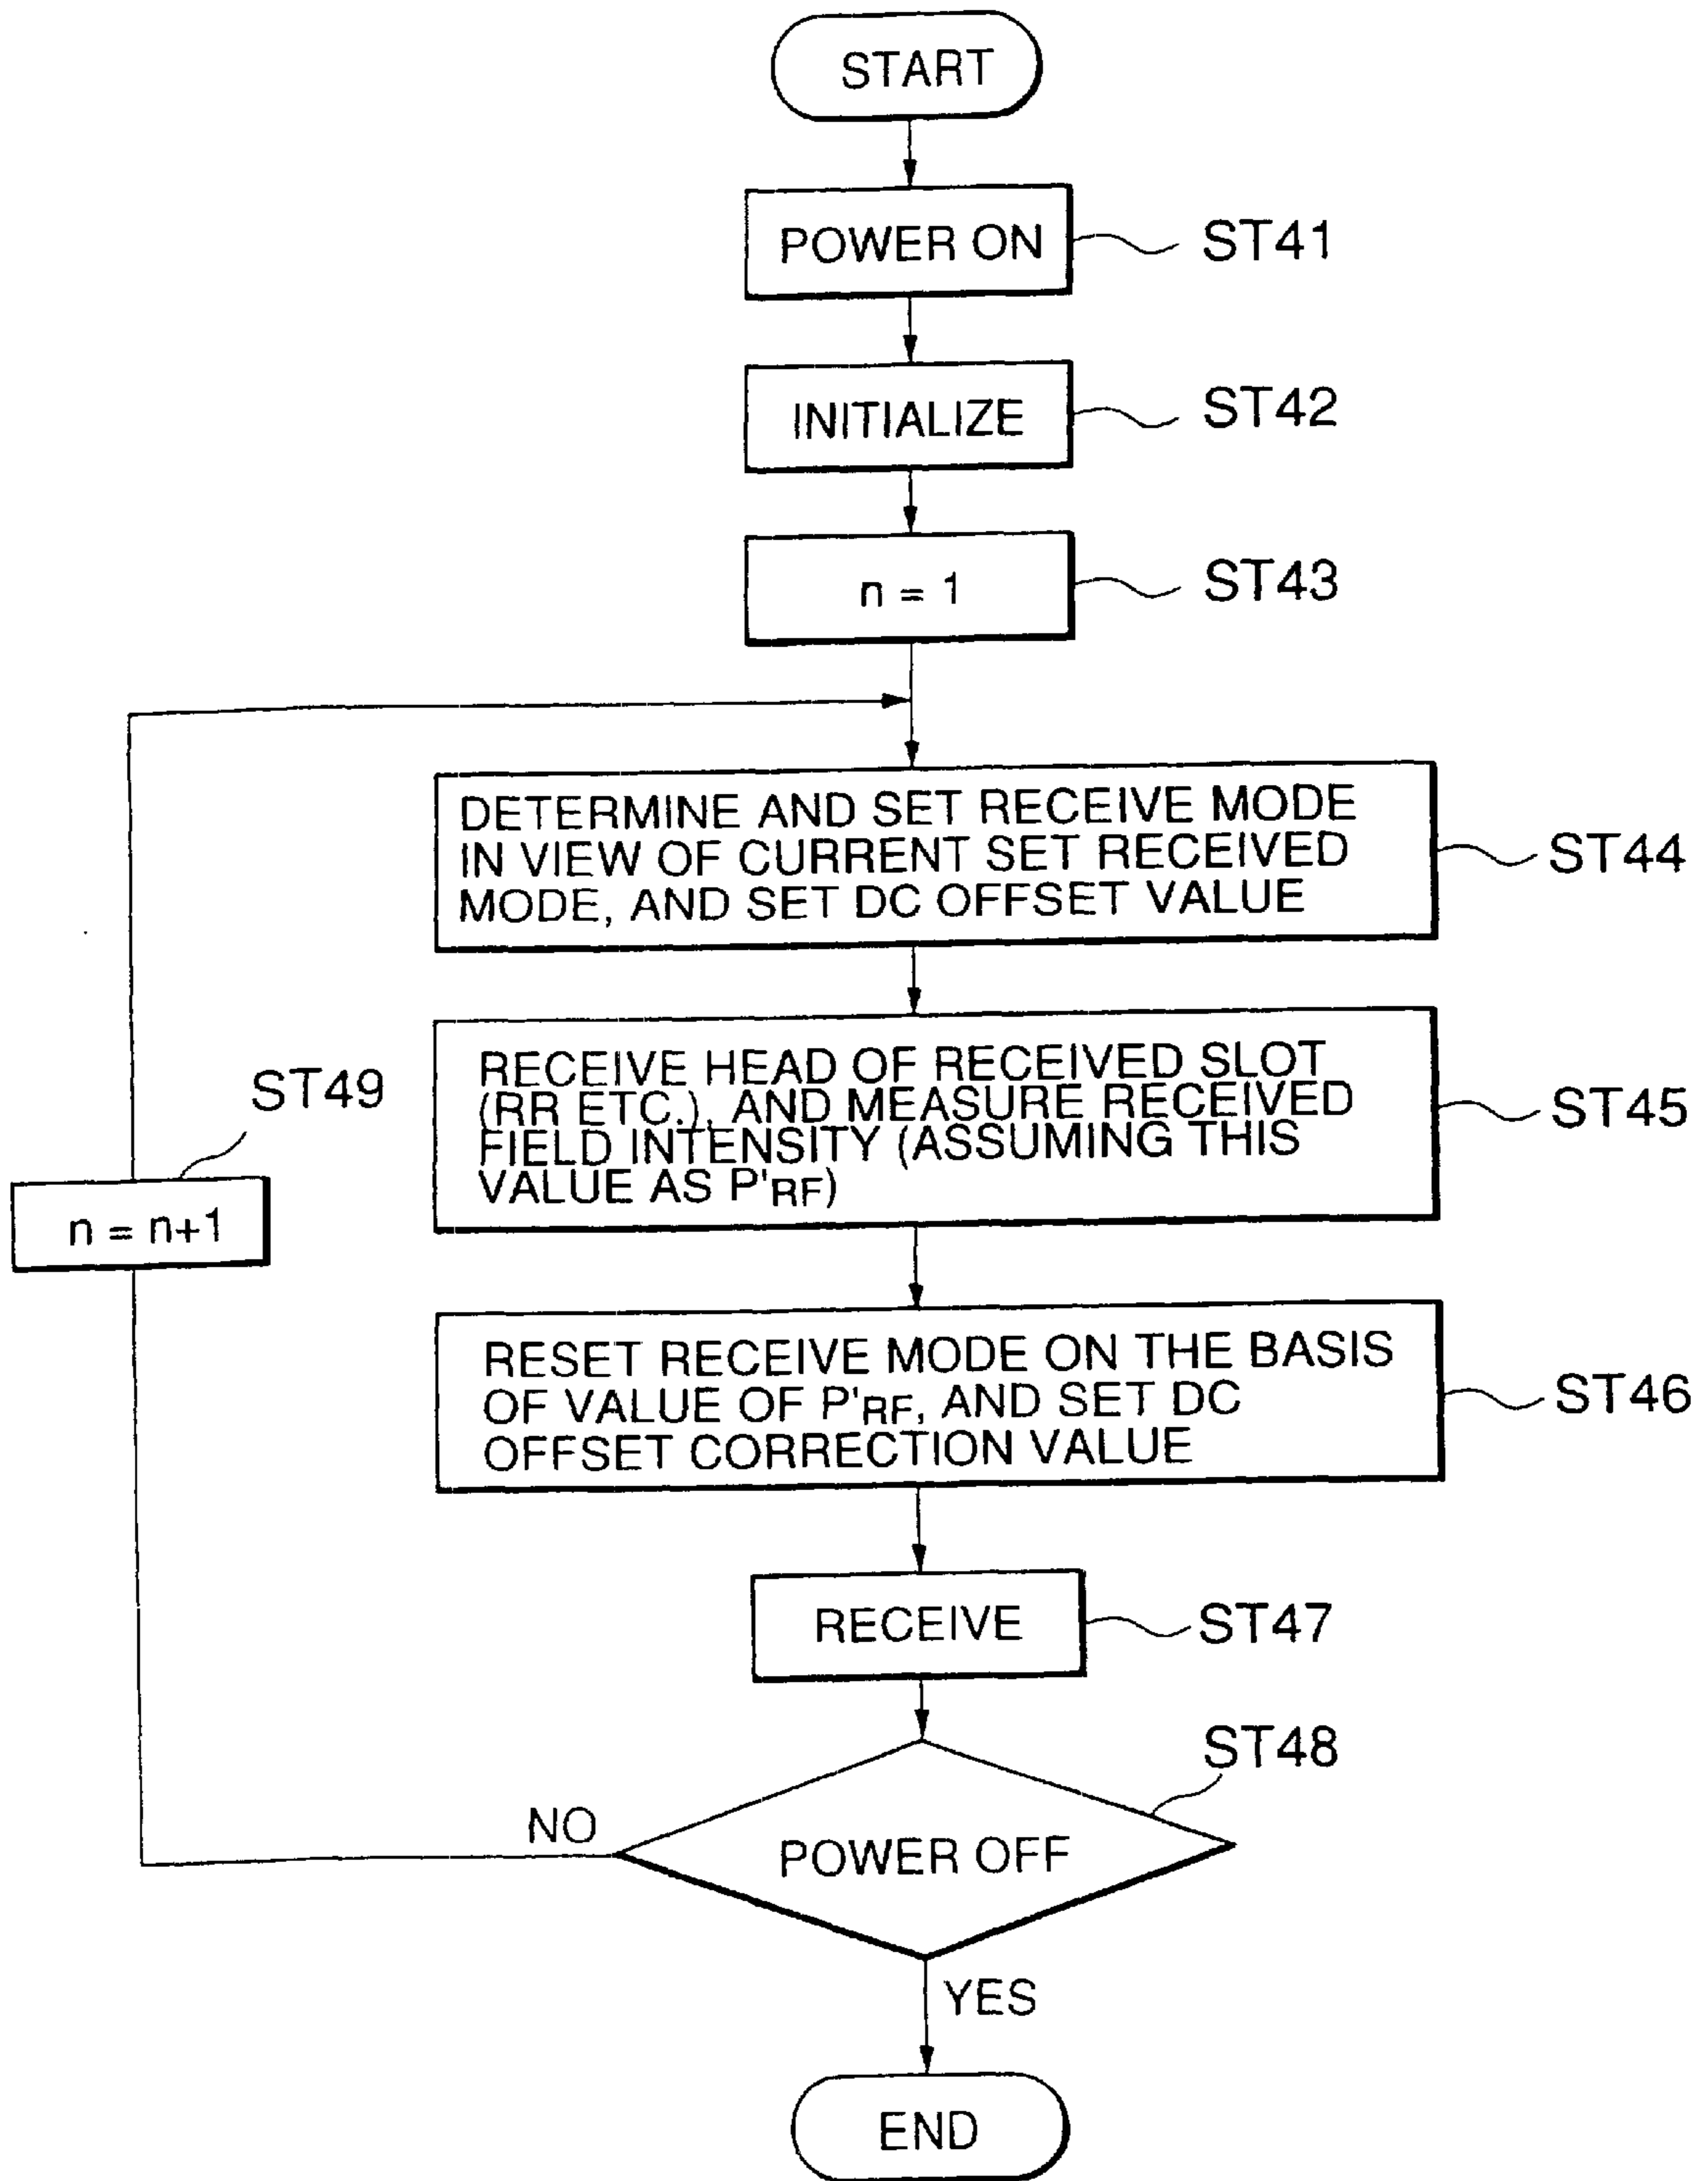 START
POWER ON
ST41
INITIALIZE
ST42
n = 1
ST43
DETERMINE AND SET RECEIVE MODE
IN VIEW OF CURRENT SET RECEIVED
MODE, AND SET DC OFFSET VALUE
ST44
RECEIVE HEAD OF RECEIVED SLOT
(RR ETC.), AND MEASURE RECEIVED
FIELD INTENSITY (ASSUMING THIS
VALUE AS P'RF)
ST45
ST49
n = n+1
RESET RECEIVE MODE ON THE BASIS
OF VALUE OF P'RF, AND SET DC
OFFSET CORRECTION VALUE
ST46
RECEIVE
ST47
ST48
NO
POWER OFF
YES
END